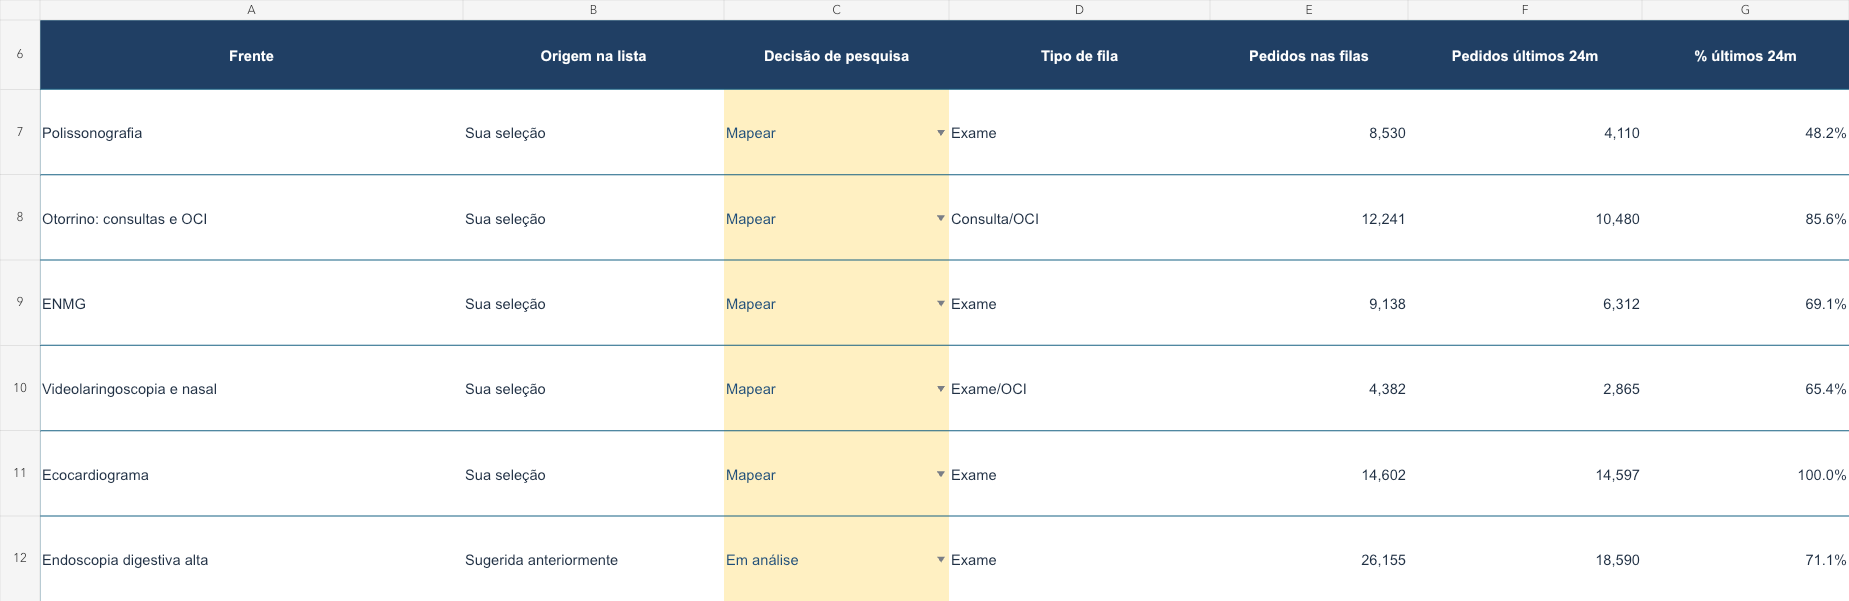 A B C D E F G
6 Frente Origem na lista Decisão de pesquisa Tipo de fila Pedidos nas filas Pedidos últimos 24m % últimos 24m
7 Polissonografia Sua seleção Mapear Exame 8,530 4,110 48.2%
8 Otorrino: consultas e OCI Sua seleção Mapear Consulta/OCI 12,241 10,480 85.6%
9 ENMG Sua seleção Mapear Exame 9,138 6,312 69.1%
10 Videolaringoscopia e nasal Sua seleção Mapear Exame/OCI 4,382 2,865 65.4%
11 Ecocardiograma Sua seleção Mapear Exame 14,602 14,597 100.0%
12 Endoscopia digestiva alta Sugerida anteriormente Em análise Exame 26,155 18,590 71.1%